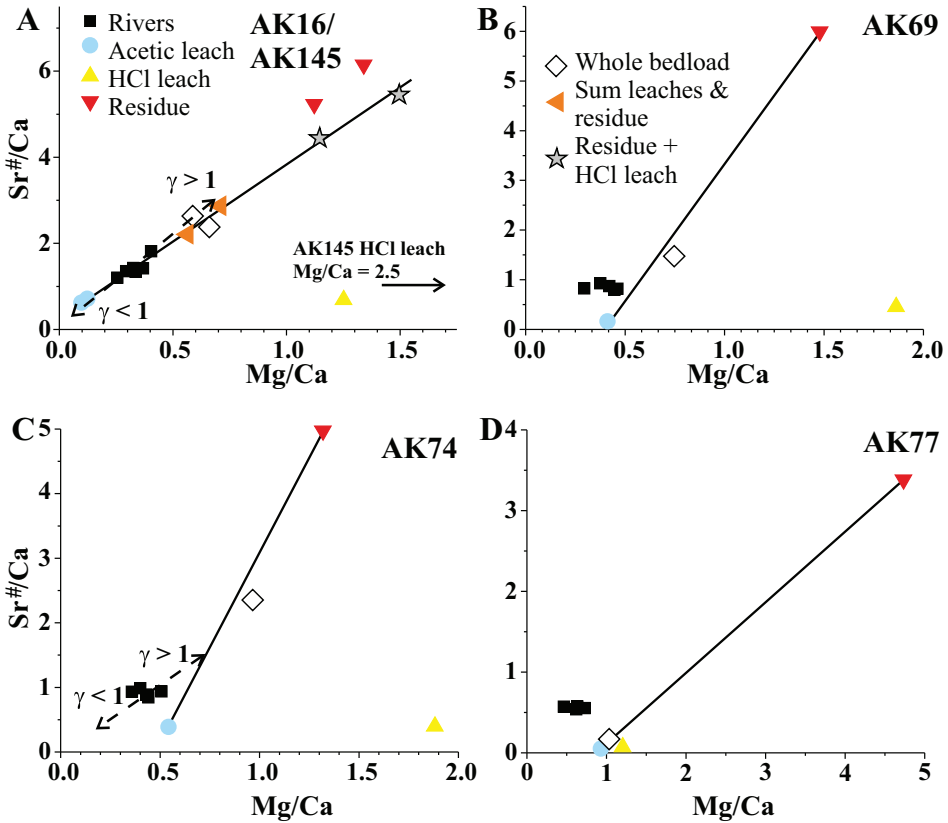 A
Rivers
Acetic leach
HCl leach
Residue
AK16/
AK145
6
4
2
0
Sr#/Ca
γ > 1
γ < 1
AK145 HCl leach
Mg/Ca = 2.5
0.0 0.5 1.0 1.5
Mg/Ca
B
AK69
Whole bedload
Sum leaches &
residue
Residue +
HCl leach
6
5
4
3
2
1
0
0.0 0.5 1.0 1.5 2.0
Mg/Ca
C
AK74
5
4
3
2
1
0
Sr#/Ca
γ > 1
γ < 1
0.0 0.5 1.0 1.5 2.0
Mg/Ca
D
AK77
4
3
2
1
0
0 1 2 3 4 5
Mg/Ca